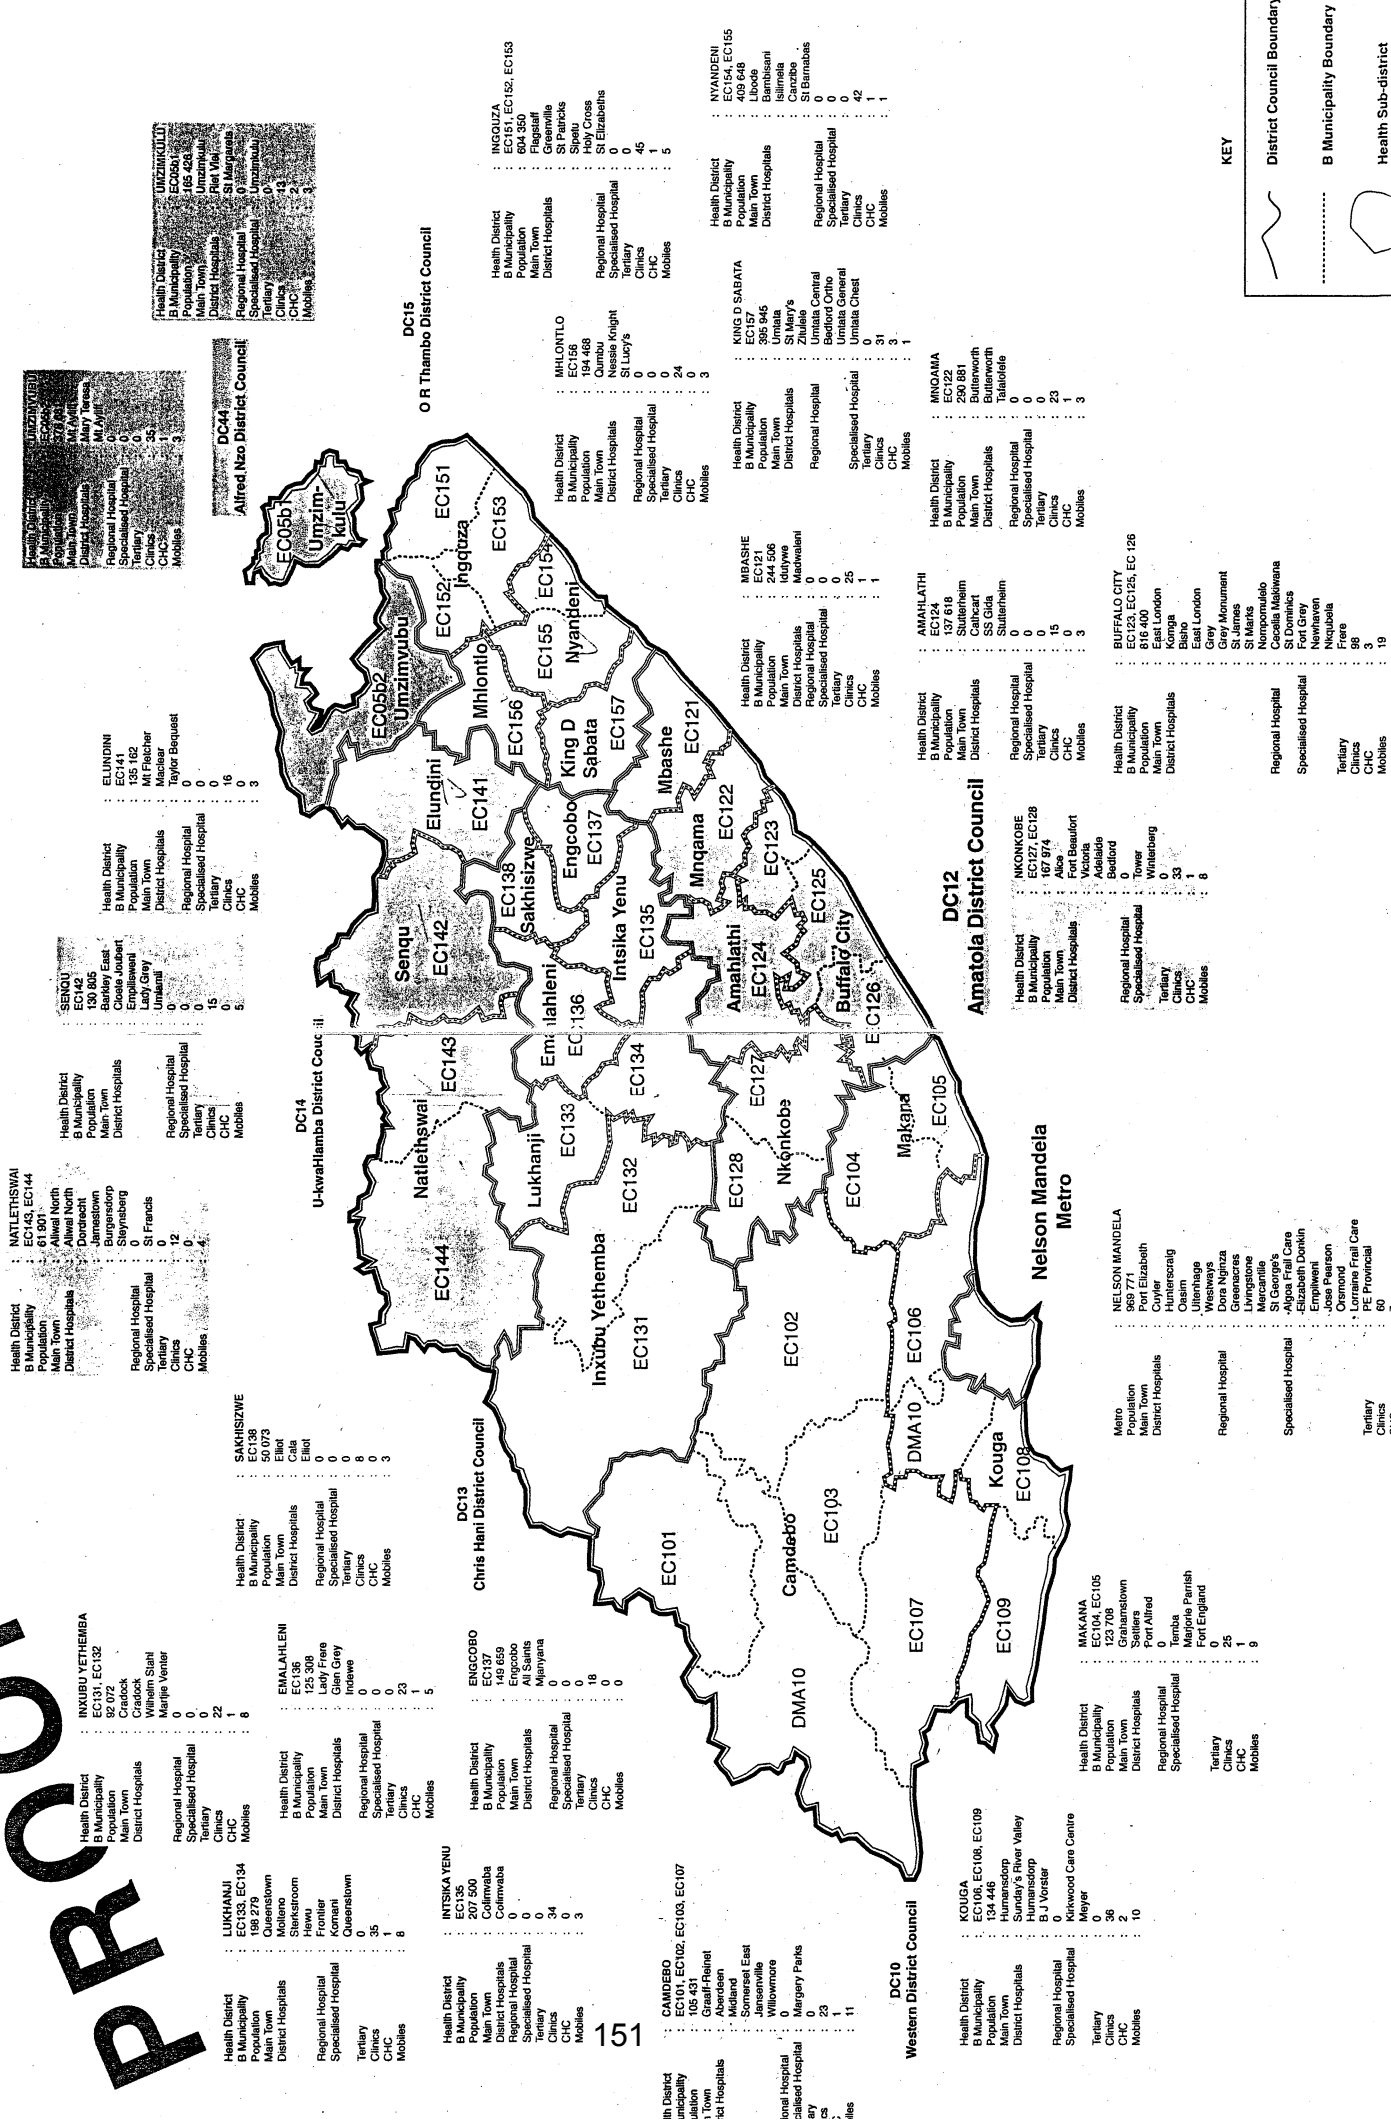 PROOF
Health District : INXUBU YETHEMBA
B Municipality : EC131, EC132
Population : 92 072
Main Town : Cradock
District Hospitals : Cradock
: Wilhelm Stahl
: Martjie Venter
Regional Hospital : 0
Specialised Hospital : 0
Tertiary : 0
Clinics : 22
CHC : 1
Mobiles : 8
Health District : NATLETHSWAI
B Municipality : EC143, EC144
Population : 61 901
Main Town : Aliwal North
District Hospitals : Aliwal North
: Dordrecht
: Jamestown
: Burgersdorp
: Steynsberg
Regional Hospital : 0
Specialised Hospital : St Francis
Tertiary : 0
Clinics : 12
CHC : 0
Mobiles : 4
Health District : SENQU
B Municipality : EC142
Population : 130 805
Main Town : Barkley East
District Hospitals : Cloete Joubert
: Empilisweni
: Lady Grey
: Umlamli
Regional Hospital : 0
Specialised Hospital : 0
Tertiary : 0
Clinics : 15
CHC : 0
Mobiles : 5
Health District : ELUNDINI
B Municipality : EC141
Population : 135 162
Main Town : Mt Fletcher
District Hospitals : Maclear
: Taylor Bequest
Regional Hospital : 0
Specialised Hospital : 0
Tertiary : 0
Clinics : 16
CHC : 0
Mobiles : 3
Health District : UMZIMVUBU
B Municipality
Population
Main Town : Mt Ayliff
District Hospitals : Mary Teresa
: Mt Ayliff
Regional Hospital : 0
Specialised Hospital : 0
Tertiary : 0
Clinics : 35
CHC : 1
Mobiles : 3
Health District : UMZIMKULU
B Municipality : EC05b1
Population : 165 426
Main Town : Umzimkulu
District Hospitals : Riet Vlei
: St Margarets
Regional Hospital : 0
Specialised Hospital : Umzimkulu
Tertiary : 0
Clinics : 13
CHC : 2
Mobiles : 3
DC44
Alfred Nzo District Council
Health District : LUKHANJI
B Municipality : EC133, EC134
Population : 198 279
Main Town : Queenstown
District Hospitals : Molteno
: Sterkstroom
: Hewu
Regional Hospital : Frontier
Specialised Hospital : Komani
: Queenstown
Tertiary : 0
Clinics : 35
CHC : 1
Mobiles : 8
Health District : EMALAHLENI
B Municipality : EC136
Population : 125 308
Main Town : Lady Frere
District Hospitals : Glen Grey
: Indewe
Regional Hospital : 0
Specialised Hospital : 0
Tertiary : 0
Clinics : 23
CHC : 1
Mobiles : 5
Health District : SAKHISIZWE
B Municipality : EC138
Population : 50 073
Main Town : Elliot
District Hospitals : Cala
: Elliot
Regional Hospital : 0
Specialised Hospital : 0
Tertiary : 0
Clinics : 8
CHC : 0
Mobiles : 3
DC14
U-kwaHlamba District Coucil
DC15
O R Thambo District Council
Health District : INTSIKA YENU
B Municipality : EC135
Population : 207 500
Main Town : Cofimvaba
District Hospitals : Cofimvaba
Regional Hospital : 0
Specialised Hospital : 0
Tertiary : 0
Clinics : 34
CHC : 0
Mobiles : 3
Health District : ENGCOBO
B Municipality : EC137
Population : 149 659
Main Town : Engcobo
District Hospitals : All Saints
: Mjanyana
Regional Hospital : 0
Specialised Hospital : 0
Tertiary : 0
Clinics : 18
CHC : 0
Mobiles : 0
DC13
Chris Hani District Council
Health District : INGQUZA
B Municipality : EC151, EC152, EC153
Population : 604 350
Main Town : Flagstaff
District Hospitals : Greenville
: St Patricks
: Sipetu
: Holy Cross
: St Elizabeths
Regional Hospital : 0
Specialised Hospital : 0
Tertiary
Clinics : 45
CHC : 1
Mobiles : 5
Health District : MHLONTLO
B Municipality : EC156
Population : 194 468
Main Town : Qumbu
District Hospitals : Nessie Knight
: St Lucy's
Regional Hospital : 0
Specialised Hospital : 0
Tertiary : 0
Clinics : 24
CHC : 0
Mobiles : 3
EC05b1
Umzim-
kulu
EC05b2
Umzimvubu
EC151
EC152
Ingquza
EC153
EC154
EC155
Nyandeni
Mhlontlo
EC156
Elundini
EC141
King D
Sabata
EC157
Mbashe
EC121
Senqu
EC142
EC138
Sakhisizwe
Engcobo
EC137
Mnqama
EC122
EC123
Intsika Yenu
EC135
Amahlathi
EC124
EC125
Buffalo City
EC126
Emalahleni
EC136
EC134
EC143
Natlethswai
EC144
Lukhanji
EC133
EC132
EC127
Nkonkobe
EC128
Makana
EC105
EC104
Inxubu Yethemba
EC131
EC102
EC106
DMA10
Kouga
EC108
EC101
EC103
Camdebo
EC107
EC109
DMA10
Health District : CAMDEBO
B Municipality : EC101, EC102, EC103, EC107
Population : 105 431
Main Town : Graaff-Reinet
District Hospitals : Aberdeen
: Midland
: Somerset East
: Jansenville
: Willowmore
Regional Hospital : 0
Specialised Hospital : Margery Parks
Tertiary : 0
Clinics : 23
: 1
Mobiles : 11
Health District : NYANDENI
B Municipality : EC154, EC155
Population : 409 648
Main Town : Libode
District Hospitals : Bambisani
: Isilimela
: Canzibe
: St Barnabas
Regional Hospital : 0
Specialised Hospital : 0
Tertiary : 0
Clinics : 42
CHC : 1
Mobiles : 1
Health District : KING D SABATA
B Municipality : EC157
Population : 395 945
Main Town : Umtata
District Hospitals : St Mary's
: Zitulele
Regional Hospital : Umtata Central
: Bedford Ortho
: Umtata General
Specialised Hospital : Umtata Chest
Tertiary : 0
Clinics : 31
CHC : 3
Mobiles : 1
Health District : MBASHE
B Municipality : EC121
Population : 244 506
Main Town : Idutywe
District Hospitals : Madwaleni
Regional Hospital : 0
Specialised Hospital : 0
Tertiary : 0
Clinics : 25
CHC : 1
Mobiles : 1
DC10
Western District Council
Health District : AMAHLATHI
B Municipality : EC124
Population : 137 618
Main Town : Stutterheim
District Hospitals : Cathcart
: SS Gida
: Stutterheim
Regional Hospital : 0
Specialised Hospital : 0
Tertiary : 0
Clinics : 15
CHC : 0
Mobiles : 3
Health District : MNQAMA
B Municipality : EC122
Population : 290 881
Main Town : Butterworth
District Hospitals : Butterworth
: Tafalofefe
Regional Hospital : 0
Specialised Hospital : 0
Tertiary : 0
Clinics : 23
CHC : 1
Mobiles : 3
DC12
Amatola District Council
Health District : KOUGA
B Municipality : EC106, EC108, EC109
Population : 134 446
Main Town : Humansdorp
District Hospitals : Sunday's River Valley
: Humansdorp
: B J Vorster
Regional Hospital : 0
Specialised Hospital : Kirkwood Care Centre
: Meyer
Tertiary : 0
Clinics : 36
CHC : 2
Mobiles : 10
Nelson Mandela
Metro
Health District : NKONKOBE
B Municipality : EC127, EC128
Population : 167 974
Main Town : Alice
District Hospitals : Fort Beaufort
: Victoria
: Adelaide
: Bedford
Regional Hospital : 0
Specialised Hospital : Tower
: Winterberg
Tertiary : 0
Clinics : 33
CHC : 1
Mobiles : 8
Health District : MAKANA
B Municipality : EC104, EC105
Population : 123 708
Main Town : Grahamstown
District Hospitals : Settlers
: Port Alfred
Regional Hospital : 0
Specialised Hospital : Temba
: Marjorie Parrish
: Fort England
Tertiary : 0
Clinics : 25
CHC : 1
Mobiles : 9
Metro : NELSON MANDELA
Population : 969 771
Main Town : Port Elizabeth
District Hospitals : Cuyler
: Hunterscraig
: Oasim
: Uitenhage
: Westways
Regional Hospital : Dora Nginza
: Greenacres
: Livingstone
: Mercantile
: St George's
Specialised Hospital : Algoa Frail Care
: Elizabeth Donkin
: Empilweni
: Jose Pearson
: Orsmond
: Lorraine Frail Care
Tertiary : PE Provincial
Clinics : 60
Health District : BUFFALO CITY
B Municipality : EC123, EC125, EC 126
Population : 816 400
Main Town : East London
District Hospitals : Komga
: Bisho
: East London
: Grey
: Grey Monument
: St James
: St Marks
: Nompomulelo
Regional Hospital : Cecelia Makiwana
: St Dominics
Specialised Hospital : Fort Grey
: Newhaven
: Nkqubela
Tertiary : Frere
Clinics : 98
CHC : 3
Mobiles : 19
KEY
District Council Boundary
B Municipality Boundary
Health Sub-district
151